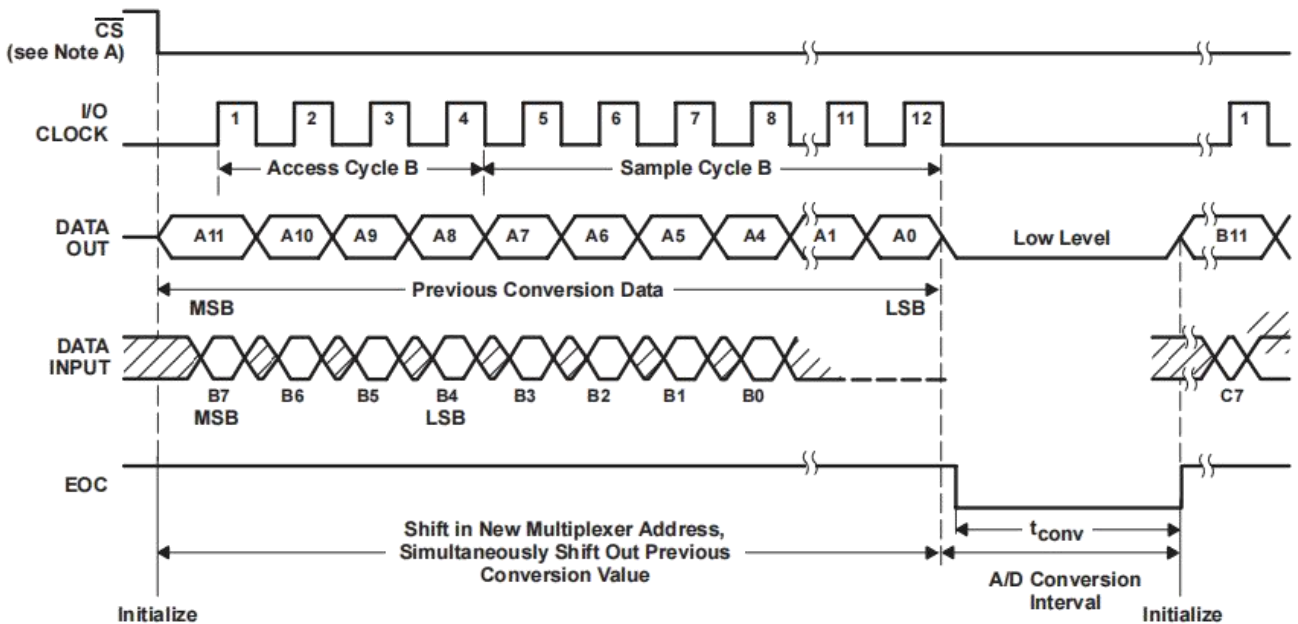 CS
(see Note A)
I/O
CLOCK
1 2 3 4 5 6 7 8 11 12 1
Access Cycle B Sample Cycle B
DATA
OUT
A11 A10 A9 A8 A7 A6 A5 A4 A1 A0 Low Level B11
Previous Conversion Data
MSB LSB
DATA
INPUT
B7 B6 B5 B4 B3 B2 B1 B0 C7
MSB LSB
EOC
Shift in New Multiplexer Address,
Simultaneously Shift Out Previous
Conversion Value
tconv
A/D Conversion
Interval
Initialize Initialize